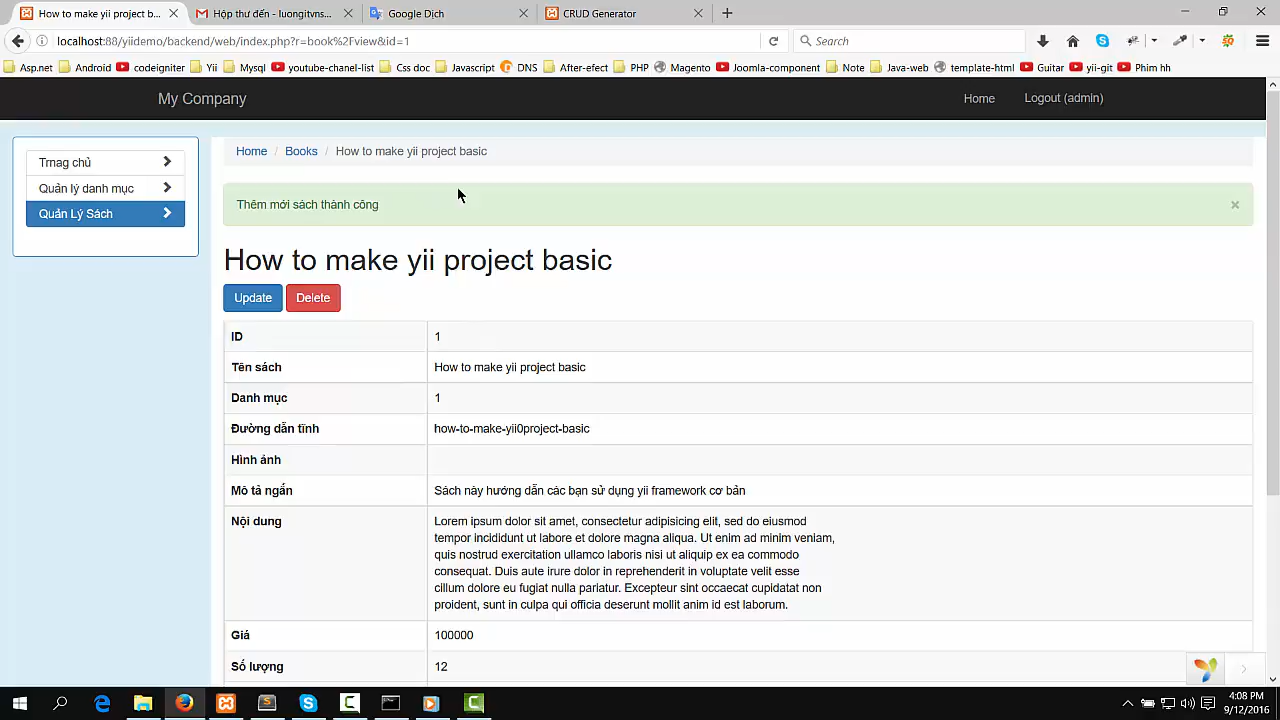 How to make yii project b...
Hộp thư đến - luongitvns...
Google Dịch
CRUD Generator
localhost:88/yiidemo/backend/web/index.php?r=book%2Fview&id=1
Search
Asp.net Android codeigniter Yii Mysql youtube-chanel-list Css doc Javascript DNS After-efect PHP Magento Joomla-component Note Java-web template-html Guitar yii-git Phim hh
My Company
Home
Logout (admin)
Trnag chủ
Quản lý danh mục
Quản Lý Sách
Home / Books / How to make yii project basic
Thêm mới sách thành công ×
How to make yii project basic
Update Delete
ID 1
Tên sách How to make yii project basic
Danh mục 1
Đường dẫn tĩnh how-to-make-yii0project-basic
Hình ảnh
Mô tả ngắn Sách này hướng dẫn các bạn sử dụng yii framework cơ bản
Nội dung Lorem ipsum dolor sit amet, consectetur adipisicing elit, sed do eiusmod
tempor incididunt ut labore et dolore magna aliqua. Ut enim ad minim veniam,
quis nostrud exercitation ullamco laboris nisi ut aliquip ex ea commodo
consequat. Duis aute irure dolor in reprehenderit in voluptate velit esse
cillum dolore eu fugiat nulla pariatur. Excepteur sint occaecat cupidatat non
proident, sunt in culpa qui officia deserunt mollit anim id est laborum.
Giá 100000
Số lượng 12
4:08 PM
9/12/2016